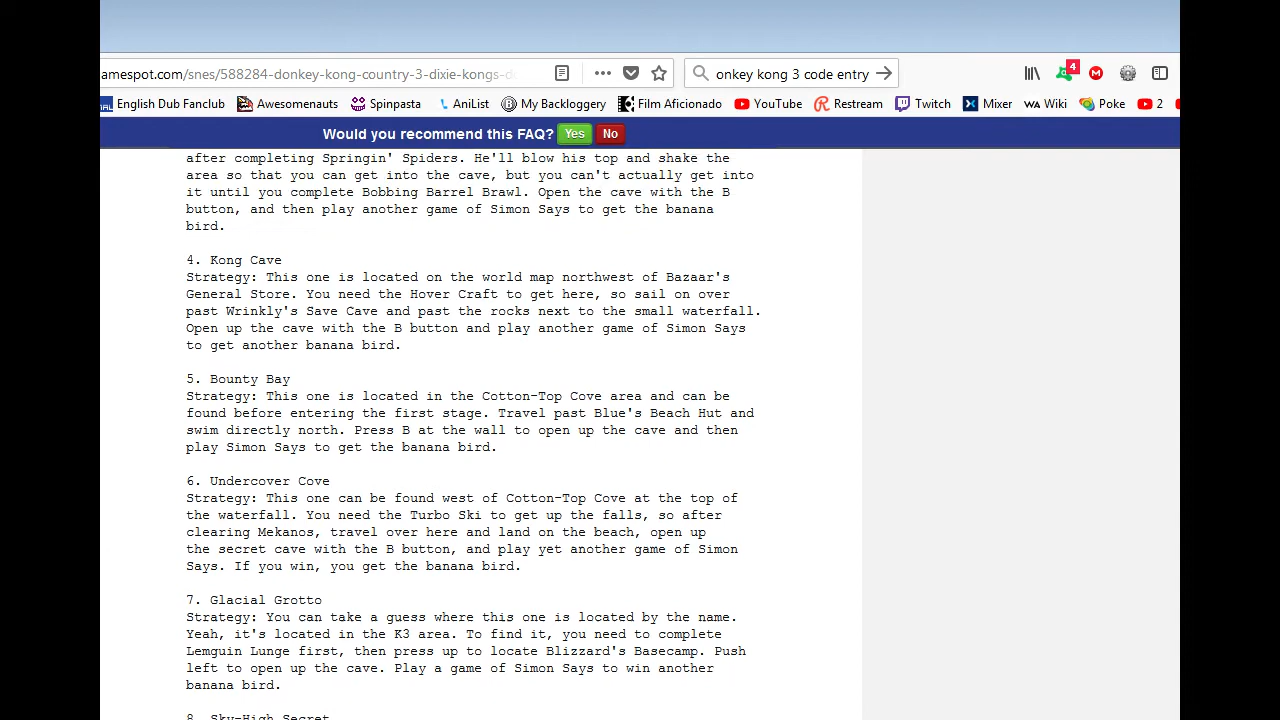 amespot.com/snes/588284-donkey-kong-country-3-dixie-kongs-d
onkey kong 3 code entry
4
NAL English Dub Fanclub Awesomenauts Spinpasta AniList My Backloggery Film Aficionado YouTube Restream Twitch Mixer WA Wiki Poke 2
Would you recommend this FAQ? Yes No
after completing Springin' Spiders. He'll blow his top and shake the
area so that you can get into the cave, but you can't actually get into
it until you complete Bobbing Barrel Brawl. Open the cave with the B
button, and then play another game of Simon Says to get the banana
bird.
4. Kong Cave
Strategy: This one is located on the world map northwest of Bazaar's
General Store. You need the Hover Craft to get here, so sail on over
past Wrinkly's Save Cave and past the rocks next to the small waterfall.
Open up the cave with the B button and play another game of Simon Says
to get another banana bird.
5. Bounty Bay
Strategy: This one is located in the Cotton-Top Cove area and can be
found before entering the first stage. Travel past Blue's Beach Hut and
swim directly north. Press B at the wall to open up the cave and then
play Simon Says to get the banana bird.
6. Undercover Cove
Strategy: This one can be found west of Cotton-Top Cove at the top of
the waterfall. You need the Turbo Ski to get up the falls, so after
clearing Mekanos, travel over here and land on the beach, open up
the secret cave with the B button, and play yet another game of Simon
Says. If you win, you get the banana bird.
7. Glacial Grotto
Strategy: You can take a guess where this one is located by the name.
Yeah, it's located in the K3 area. To find it, you need to complete
Lemguin Lunge first, then press up to locate Blizzard's Basecamp. Push
left to open up the cave. Play a game of Simon Says to win another
banana bird.
8. Sky-High Secret